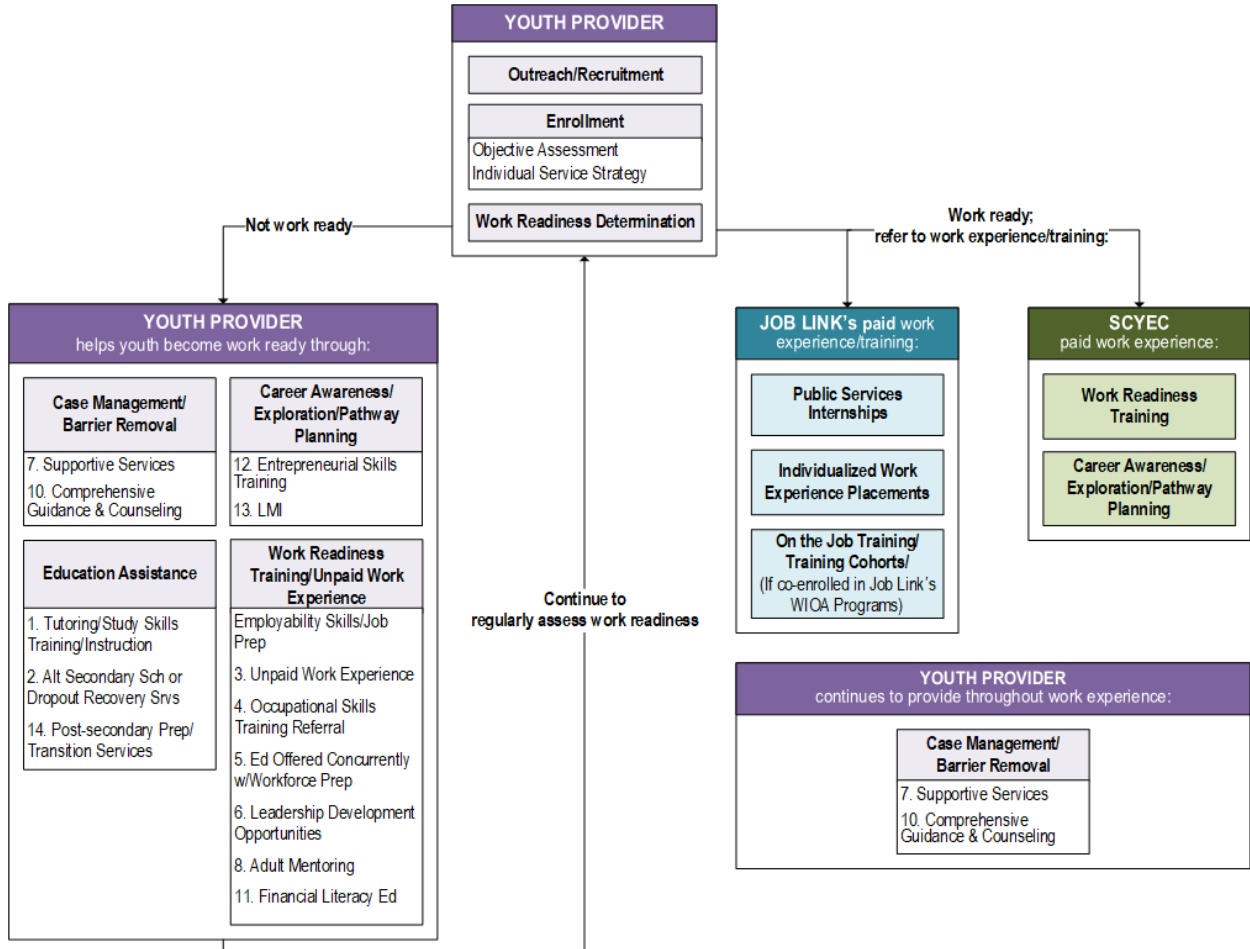 YOUTH PROVIDER
Outreach/Recruitment
Enrollment
Objective Assessment
Individual Service Strategy
Work Readiness Determination
Not work ready
Work ready;
refer to work experience/training:
YOUTH PROVIDER
helps youth become work ready through:
Case Management/
Barrier Removal
7. Supportive Services
10. Comprehensive
Guidance & Counseling
Career Awareness/
Exploration/Pathway
Planning
12. Entrepreneurial Skills
Training
13. LMI
Education Assistance
1. Tutoring/Study Skills
Training/Instruction
2. Alt Secondary Sch or
Dropout Recovery Srvs
14. Post-secondary Prep/
Transition Services
Work Readiness
Training/Unpaid Work
Experience
Employability Skills/Job
Prep
3. Unpaid Work Experience
4. Occupational Skills
Training Referral
5. Ed Offered Concurrently
w/Workforce Prep
6. Leadership Development
Opportunities
8. Adult Mentoring
11. Financial Literacy Ed
Continue to
regularly assess work readiness
JOB LINK's paid work
experience/training:
Public Services
Internships
Individualized Work
Experience Placements
On the Job Training/
Training Cohorts/
(If co-enrolled in Job Link's
WIOA Programs)
SCYEC
paid work experience:
Work Readiness
Training
Career Awareness/
Exploration/Pathway
Planning
YOUTH PROVIDER
continues to provide throughout work experience:
Case Management/
Barrier Removal
7. Supportive Services
10. Comprehensive
Guidance & Counseling